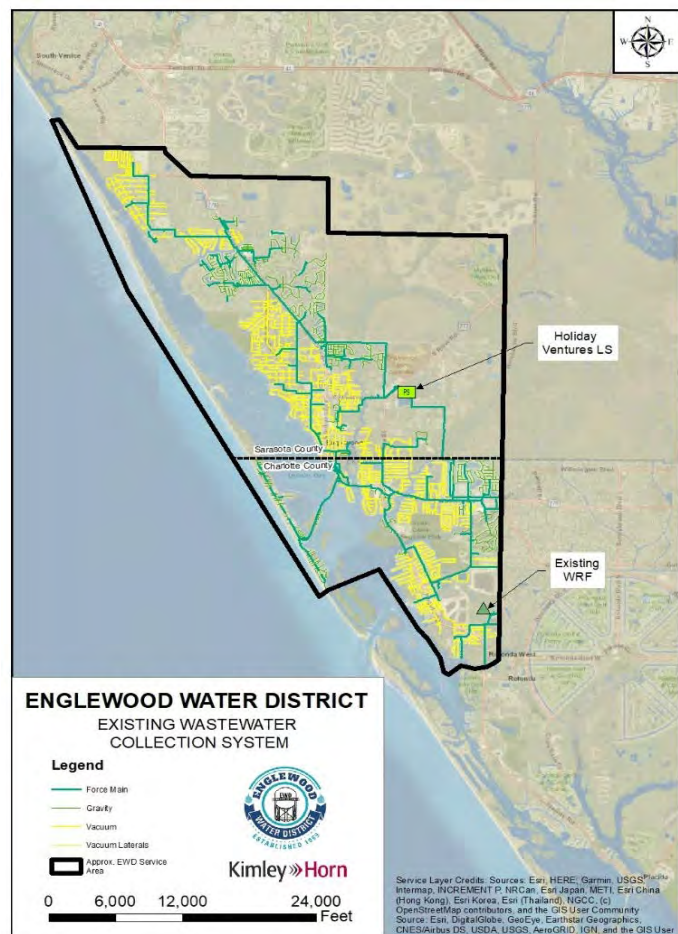 N
W E
S
South Venice
Holiday
Ventures LS
PS
Sarasota County
Charlotte County
Existing
WRF
Rotonda West
Rotonda
Placida
ENGLEWOOD WATER DISTRICT
EXISTING WASTEWATER
COLLECTION SYSTEM
Legend
Force Main
Gravity
Vacuum
Vacuum Laterals
Approx. EWD Service
Area
ENGLEWOOD
EWD
WATER DISTRICT
ESTABLISHED
Kimley»Horn
0 6,000 12,000 24,000
Feet
Service Layer Credits: Sources: Esri, HERE, Garmin, USGS,
Intermap, INCREMENT P, NRCan, Esri Japan, METI, Esri China
(Hong Kong), Esri Korea, Esri (Thailand), NGCC, (c)
OpenStreetMap contributors, and the GIS User Community
Source: Esri, DigitalGlobe, GeoEye, Earthstar Geographics,
CNES/Airbus DS, USDA, USGS, AeroGRID, IGN, and the GIS User